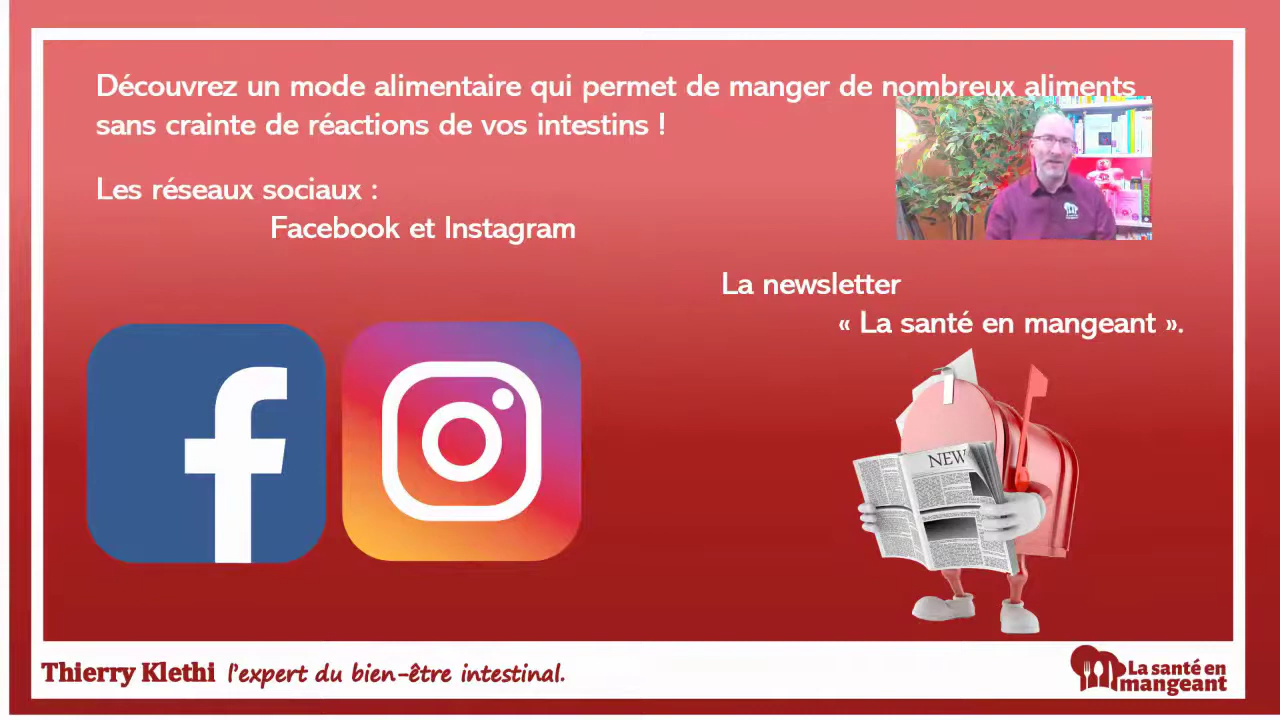 Découvrez un mode alimentaire qui permet de manger de nombreux aliments
sans crainte de réactions de vos intestins !
Les réseaux sociaux :
Facebook et Instagram
La newsletter
« La santé en mangeant ».
NEW
Thierry Klethi l'expert du bien-être intestinal.
La santé en
mangeant